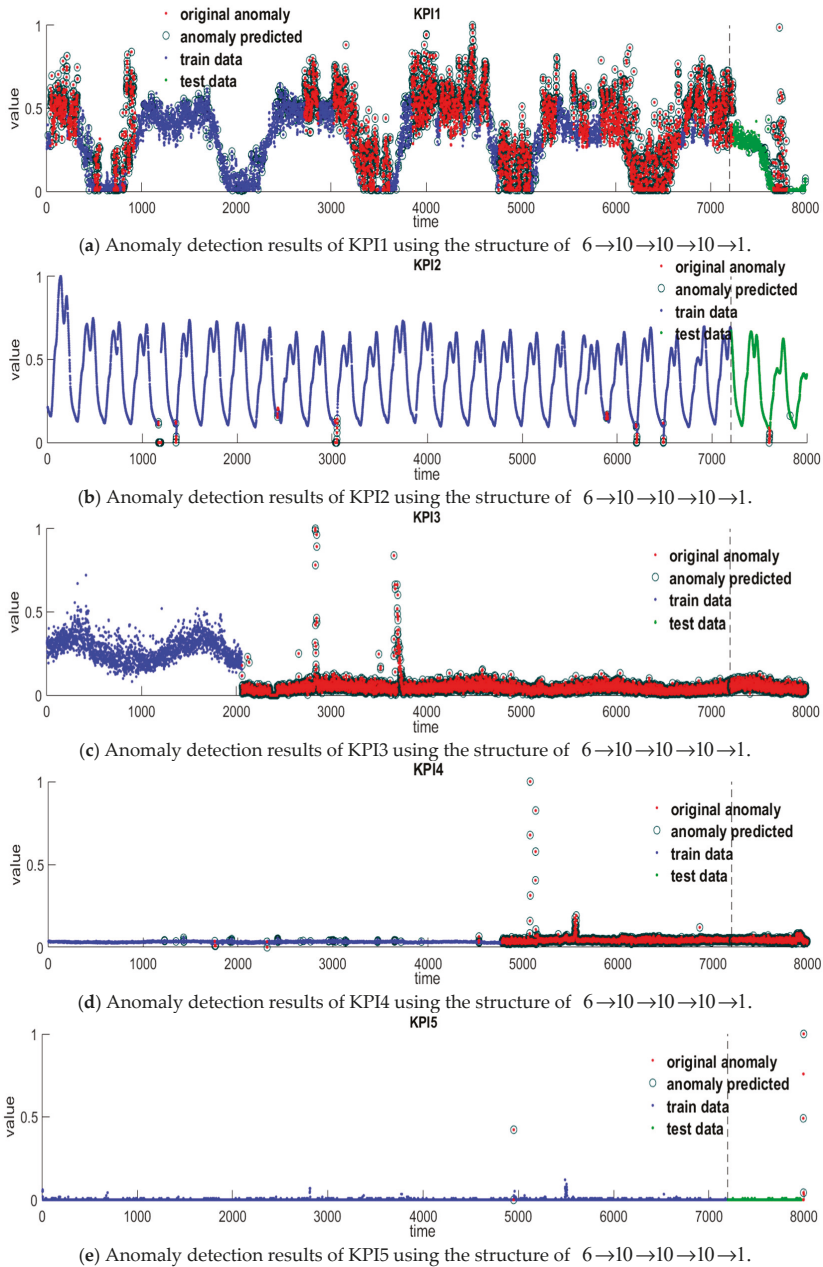 KPI1
original anomaly
anomaly predicted
train data
test data
value
1
0.5
0
0 1000 2000 3000 4000 5000 6000 7000 8000
time
(a) Anomaly detection results of KPI1 using the structure of 6→10→10→10→1.
KPI2
original anomaly
anomaly predicted
train data
test data
value
1
0.5
0
0 1000 2000 3000 4000 5000 6000 7000 8000
time
(b) Anomaly detection results of KPI2 using the structure of 6→10→10→10→1.
KPI3
original anomaly
anomaly predicted
train data
test data
value
1
0.5
0
0 1000 2000 3000 4000 5000 6000 7000 8000
time
(c) Anomaly detection results of KPI3 using the structure of 6→10→10→10→1.
KPI4
original anomaly
anomaly predicted
train data
test data
value
1
0.5
0
0 1000 2000 3000 4000 5000 6000 7000 8000
time
(d) Anomaly detection results of KPI4 using the structure of 6→10→10→10→1.
KPI5
original anomaly
anomaly predicted
train data
test data
value
1
0.5
0
0 1000 2000 3000 4000 5000 6000 7000 8000
time
(e) Anomaly detection results of KPI5 using the structure of 6→10→10→10→1.